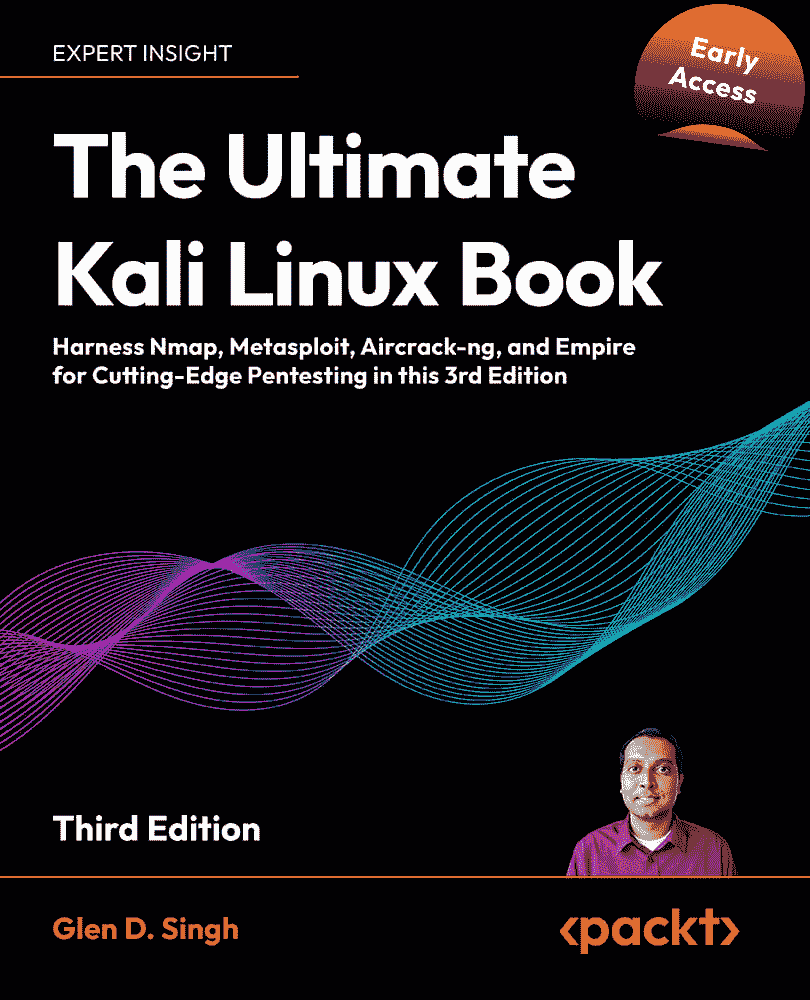 EXPERT INSIGHT
Early
Access
The Ultimate
Kali Linux Book
Harness Nmap, Metasploit, Aircrack-ng, and Empire
for Cutting-Edge Pentesting in this 3rd Edition
Third Edition
Glen D. Singh
<packt>